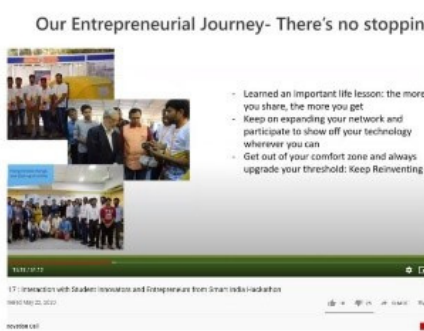 Our Entrepreneurial Journey- There's no stoppin
- Learned an important life lesson: the more
you share, the more you get
- Keep on expanding your network and
participate to show off your technology
wherever you can
- Get out of your comfort zone and always
upgrade your threshold: Keep Reinventing
17 : Interaction with Student Innovators and Entrepreneurs from Smart India Hackathon